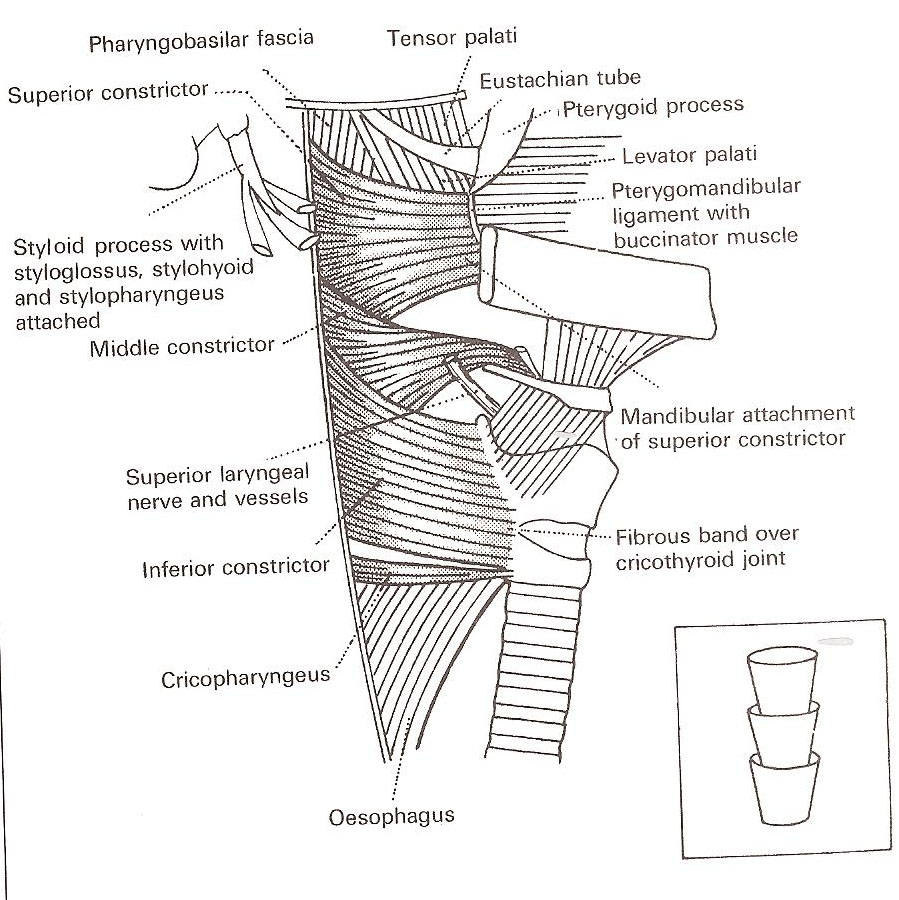 Pharyngobasilar fascia
Tensor palati
Superior constrictor
Eustachian tube
Pterygoid process
Levator palati
Pterygomandibular
ligament with
buccinator muscle
Styloid process with
styloglossus, stylohyoid
and stylopharyngeus
attached
Middle constrictor
Mandibular attachment
of superior constrictor
Superior laryngeal
nerve and vessels
Fibrous band over
cricothyroid joint
Inferior constrictor
Cricopharyngeus
Oesophagus